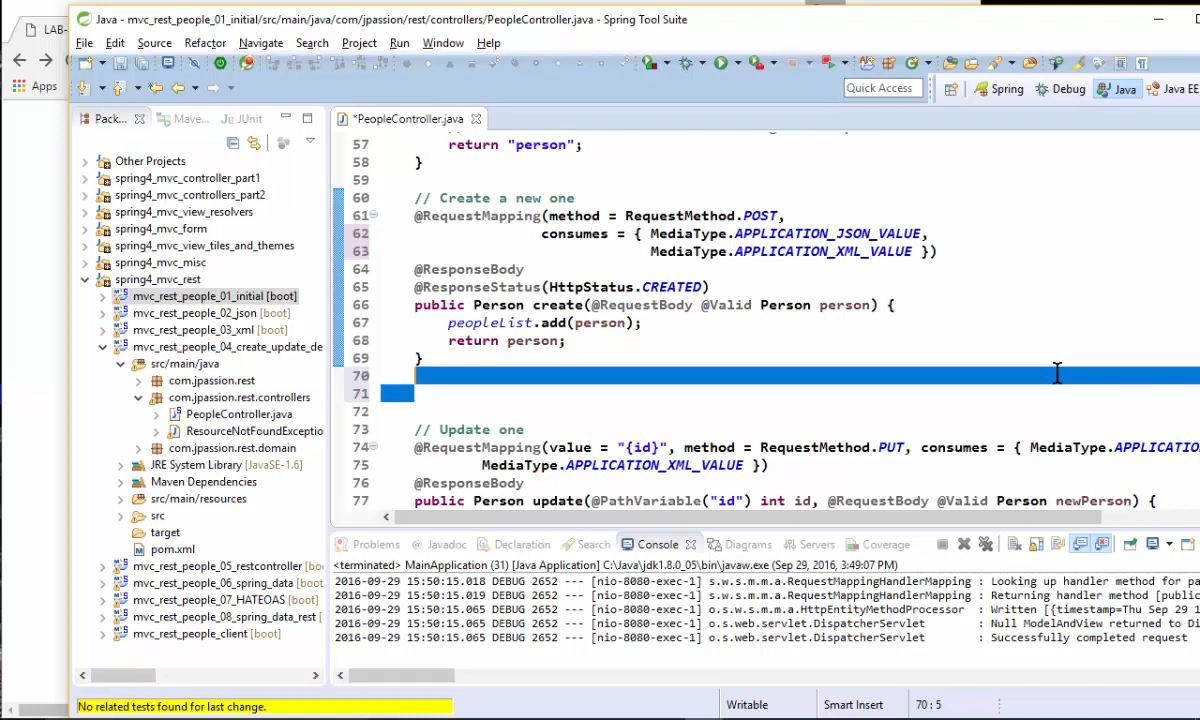 LAB-
Java - mvc_rest_people_01_initial/src/main/java/com/jpassion/rest/controllers/PeopleController.java - Spring Tool Suite
File Edit Source Refactor Navigate Search Project Run Window Help
Apps
Quick Access Spring Debug Java Java EE
Pack... Mave... JUnit
*PeopleController.java
Other Projects
spring4_mvc_controller_part1
spring4_mvc_controllers_part2
spring4_mvc_view_resolvers
spring4_mvc_form
spring4_mvc_view_tiles_and_themes
spring4_mvc_misc
spring4_mvc_rest
mvc_rest_people_01_initial [boot]
mvc_rest_people_02_json [boot]
mvc_rest_people_03_xml [boot]
mvc_rest_people_04_create_update_de
src/main/java
com.jpassion.rest
com.jpassion.rest.controllers
PeopleController.java
ResourceNotFoundExceptio
com.jpassion.rest.domain
JRE System Library [JavaSE-1.6]
Maven Dependencies
src/main/resources
src
target
pom.xml
mvc_rest_people_05_restcontroller [boo
mvc_rest_people_06_spring_data [boot
mvc_rest_people_07_HATEOAS [boot]
mvc_rest_people_08_spring_data_rest [
mvc_rest_people_client [boot]
57 return "person";
58 }
59
60 // Create a new one
61 @RequestMapping(method = RequestMethod.POST,
62 consumes = { MediaType.APPLICATION_JSON_VALUE,
63 MediaType.APPLICATION_XML_VALUE })
64 @ResponseBody
65 @ResponseStatus(HttpStatus.CREATED)
66 public Person create(@RequestBody @Valid Person person) {
67 peopleList.add(person);
68 return person;
69 }
70
71
72
73 // Update one
74 @RequestMapping(value = "{id}", method = RequestMethod.PUT, consumes = { MediaType.APPLICATIO
75 MediaType.APPLICATION_XML_VALUE })
76 @ResponseBody
77 public Person update(@PathVariable("id") int id, @RequestBody @Valid Person newPerson) {
Problems Javadoc Declaration Search Console Diagrams Servers Coverage
<terminated> MainApplication (31) [Java Application] C:\Java\jdk1.8.0_05\bin\javaw.exe (Sep 29, 2016, 3:49:07 PM)
2016-09-29 15:50:15.018 DEBUG 2652 --- [nio-8080-exec-1] s.w.s.m.m.a.RequestMappingHandlerMapping : Looking up handler method for pa
2016-09-29 15:50:15.019 DEBUG 2652 --- [nio-8080-exec-1] s.w.s.m.m.a.RequestMappingHandlerMapping : Returning handler method [public
2016-09-29 15:50:15.065 DEBUG 2652 --- [nio-8080-exec-1] o.s.w.s.m.m.a.HttpEntityMethodProcessor : Written [{timestamp=Thu Sep 29 1
2016-09-29 15:50:15.065 DEBUG 2652 --- [nio-8080-exec-1] o.s.web.servlet.DispatcherServlet : Null ModelAndView returned to Di
2016-09-29 15:50:15.065 DEBUG 2652 --- [nio-8080-exec-1] o.s.web.servlet.DispatcherServlet : Successfully completed request
No related tests found for last change. Writable Smart Insert 70 : 5